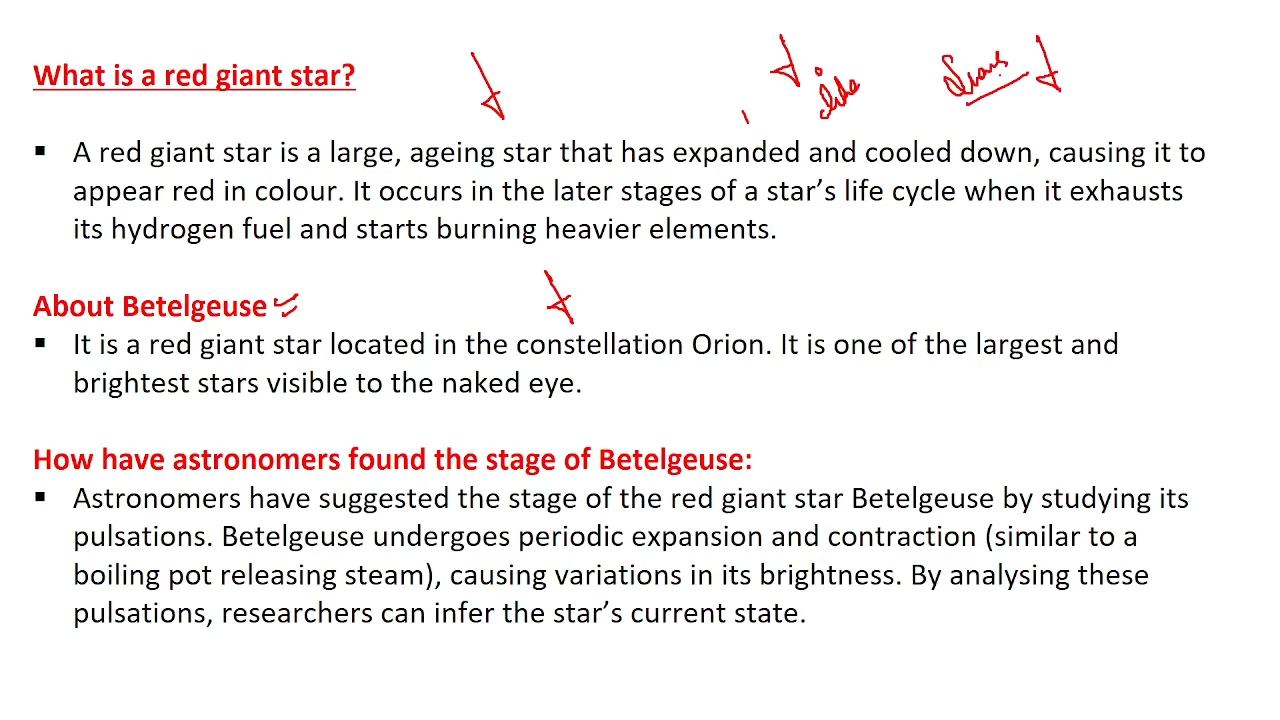 What is a red giant star?
like
Share
▪ A red giant star is a large, ageing star that has expanded and cooled down, causing it to
appear red in colour. It occurs in the later stages of a star’s life cycle when it exhausts
its hydrogen fuel and starts burning heavier elements.
About Betelgeuse
▪ It is a red giant star located in the constellation Orion. It is one of the largest and
brightest stars visible to the naked eye.
How have astronomers found the stage of Betelgeuse:
▪ Astronomers have suggested the stage of the red giant star Betelgeuse by studying its
pulsations. Betelgeuse undergoes periodic expansion and contraction (similar to a
boiling pot releasing steam), causing variations in its brightness. By analysing these
pulsations, researchers can infer the star’s current state.